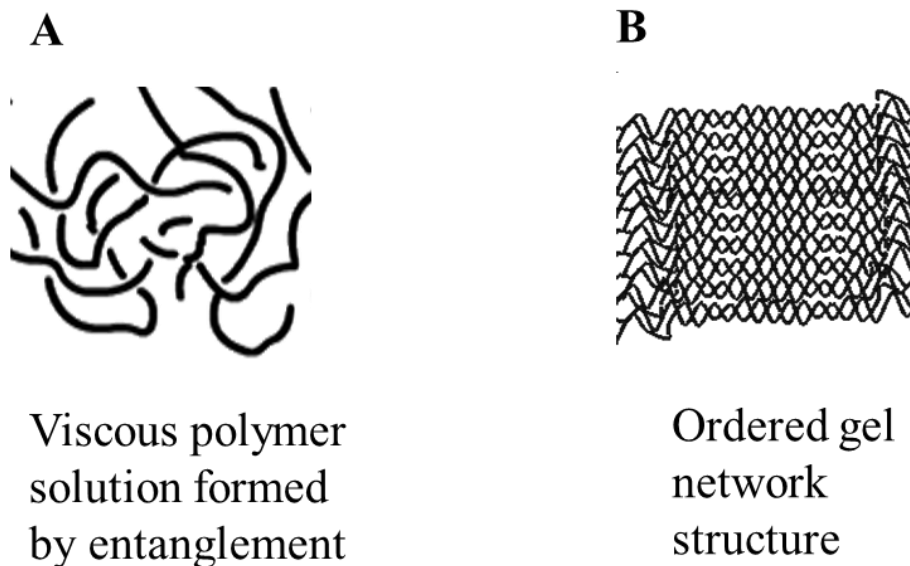 A
B
Viscous polymer
solution formed
by entanglement
Ordered gel
network
structure